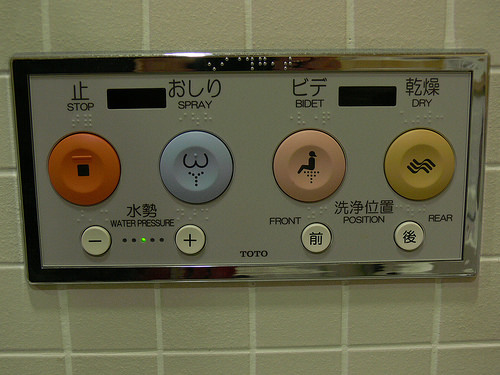 止 おしり ビデ 乾燥
STOP SPRAY BIDET DRY
水勢 洗浄位置
WATER PRESSURE FRONT POSITION REAR
− + 前 後
TOTO